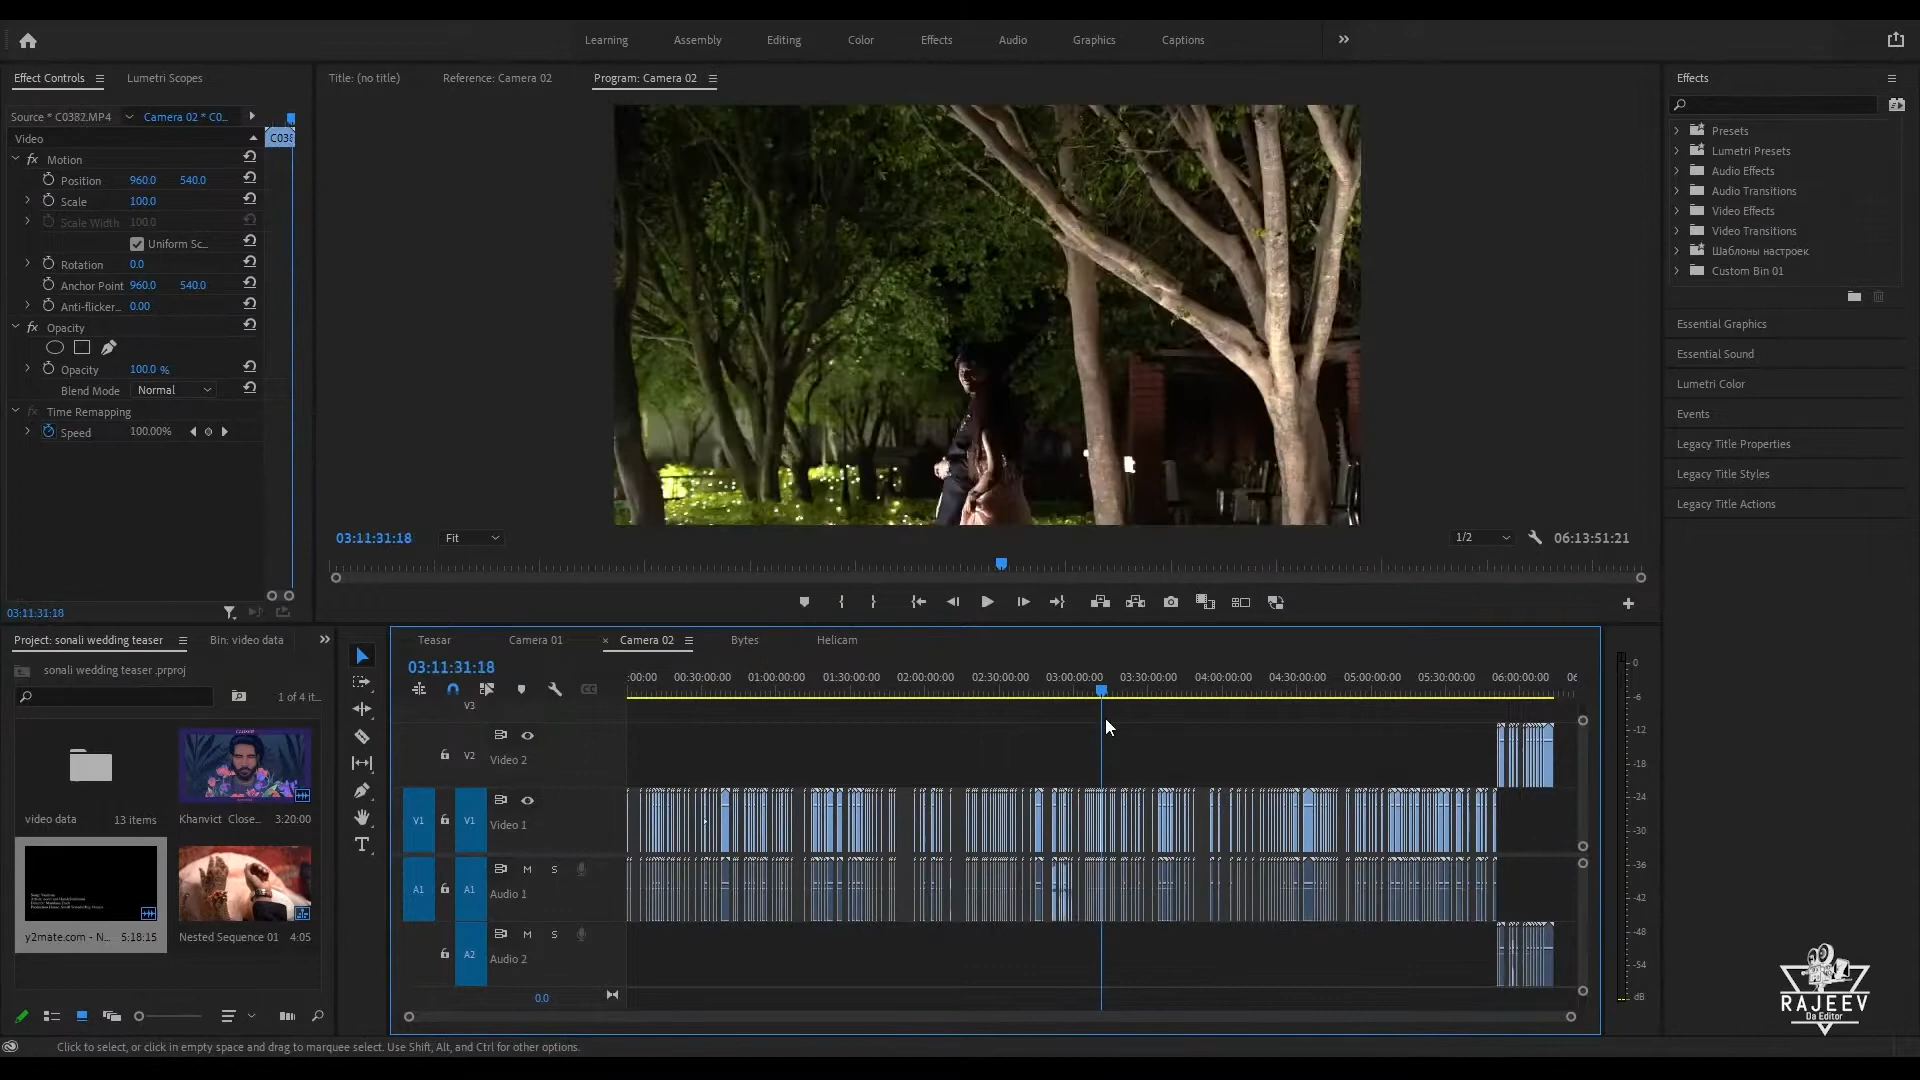 Learning
Assembly
Editing
Color
Effects
Audio
Graphics
Captions
Effect Controls
Lumetri Scopes
Title: (no title)
Reference: Camera 02
Program: Camera 02
Effects
Source * C0382.MP4
Camera 02 * C0...
Video
C038
Motion
Position 960.0 540.0
Scale 100.0
Scale Width 100.0
Uniform Sc...
Rotation 0.0
Anchor Point 960.0 540.0
Anti-flicker... 0.00
fx Opacity
Opacity 100.0 %
Blend Mode Normal
Time Remapping
Speed 100.00%
03:11:31:18
Presets
Lumetri Presets
Audio Effects
Audio Transitions
Video Effects
Video Transitions
Шаблоны настроек
Custom Bin 01
Essential Graphics
Essential Sound
Lumetri Color
Events
Legacy Title Properties
Legacy Title Styles
Legacy Title Actions
03:11:31:18
Fit
1/2
06:13:51:21
Project: sonali wedding teaser
Bin: video data
sonali wedding teaser .prproj
1 of 4 it...
video data 13 items
Khanvict Close... 3:20:00
y2mate.com - N... 5:18:15
Nested Sequence 01 4:05
Teasar
Camera 01
× Camera 02
Bytes
Helicam
03:11:31:18
:00:00 00:30:00:00 01:00:00:00 01:30:00:00 02:00:00:00 02:30:00:00 03:00:00:00 03:30:00:00 04:00:00:00 04:30:00:00 05:00:00:00 05:30:00:00 06:00:00:00 06
V3
V2 Video 2
V1 V1 Video 1
A1 A1 M S Audio 1
A2 M S Audio 2
0.0
0
-6
-12
-18
-24
-30
-36
-42
-48
-54
dB
RAJEEV
Da Editor
Click to select, or click in empty space and drag to marquee select. Use Shift, Alt, and Ctrl for other options.